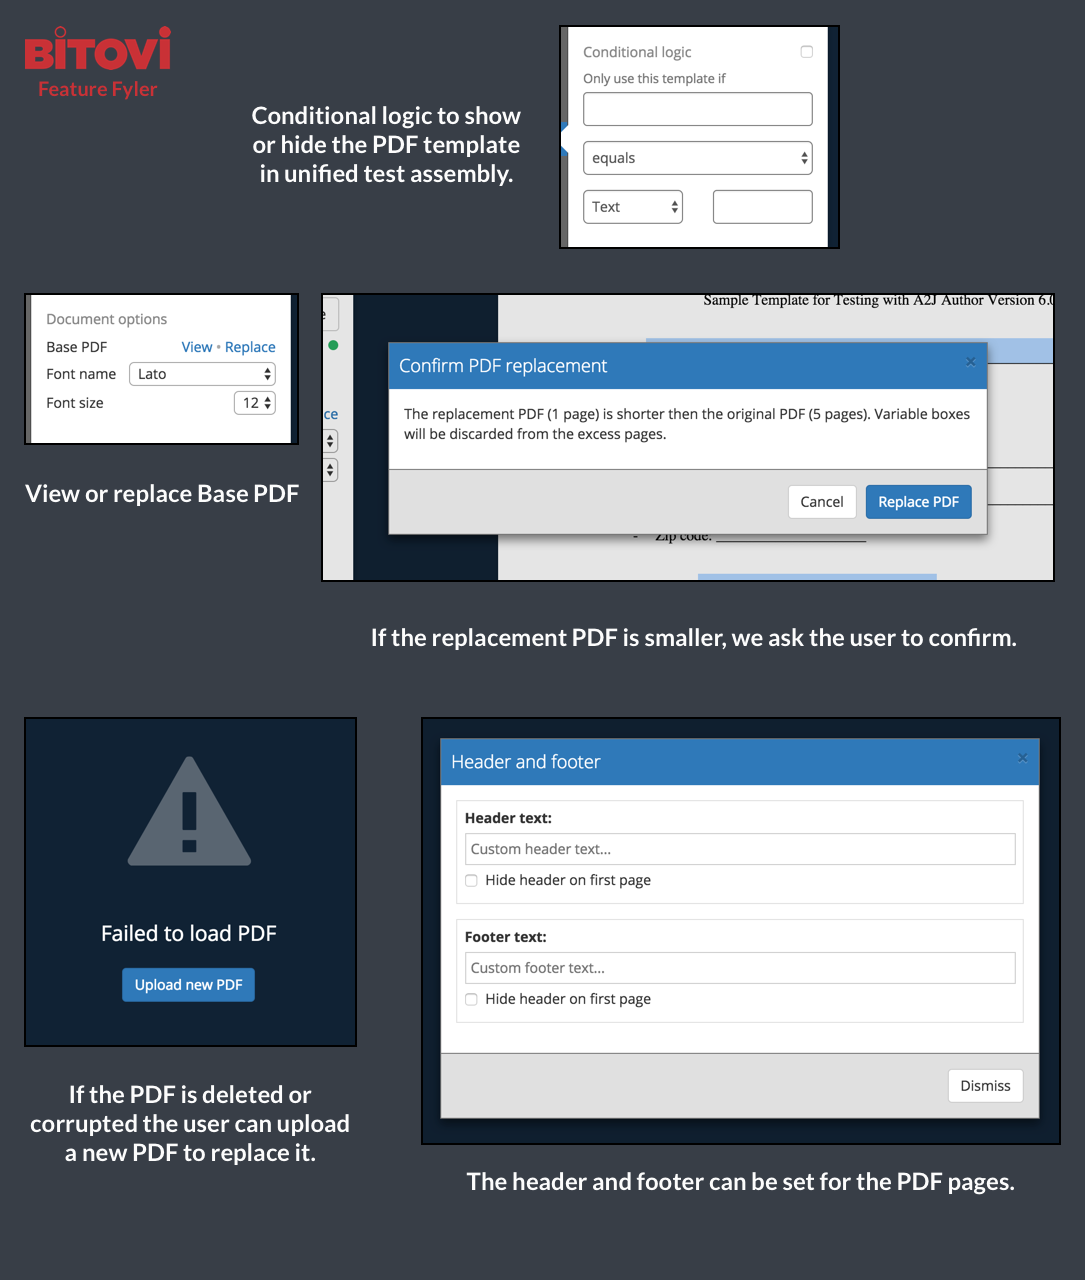 BiTOVi
Feature Fyler
Conditional logic to show
or hide the PDF template
in unified test assembly.
Conditional logic
Only use this template if
equals
Text
Document options
Base PDF View • Replace
Font name Lato
Font size 12
View or replace Base PDF
Sample Template for Testing with A2J Author Version 6.0
ce
Confirm PDF replacement ×
The replacement PDF (1 page) is shorter then the original PDF (5 pages). Variable boxes
will be discarded from the excess pages.
Cancel Replace PDF
- Zip code:
If the replacement PDF is smaller, we ask the user to confirm.
Failed to load PDF
Upload new PDF
If the PDF is deleted or
corrupted the user can upload
a new PDF to replace it.
Header and footer ×
Header text:
Custom header text...
Hide header on first page
Footer text:
Custom footer text...
Hide header on first page
Dismiss
The header and footer can be set for the PDF pages.